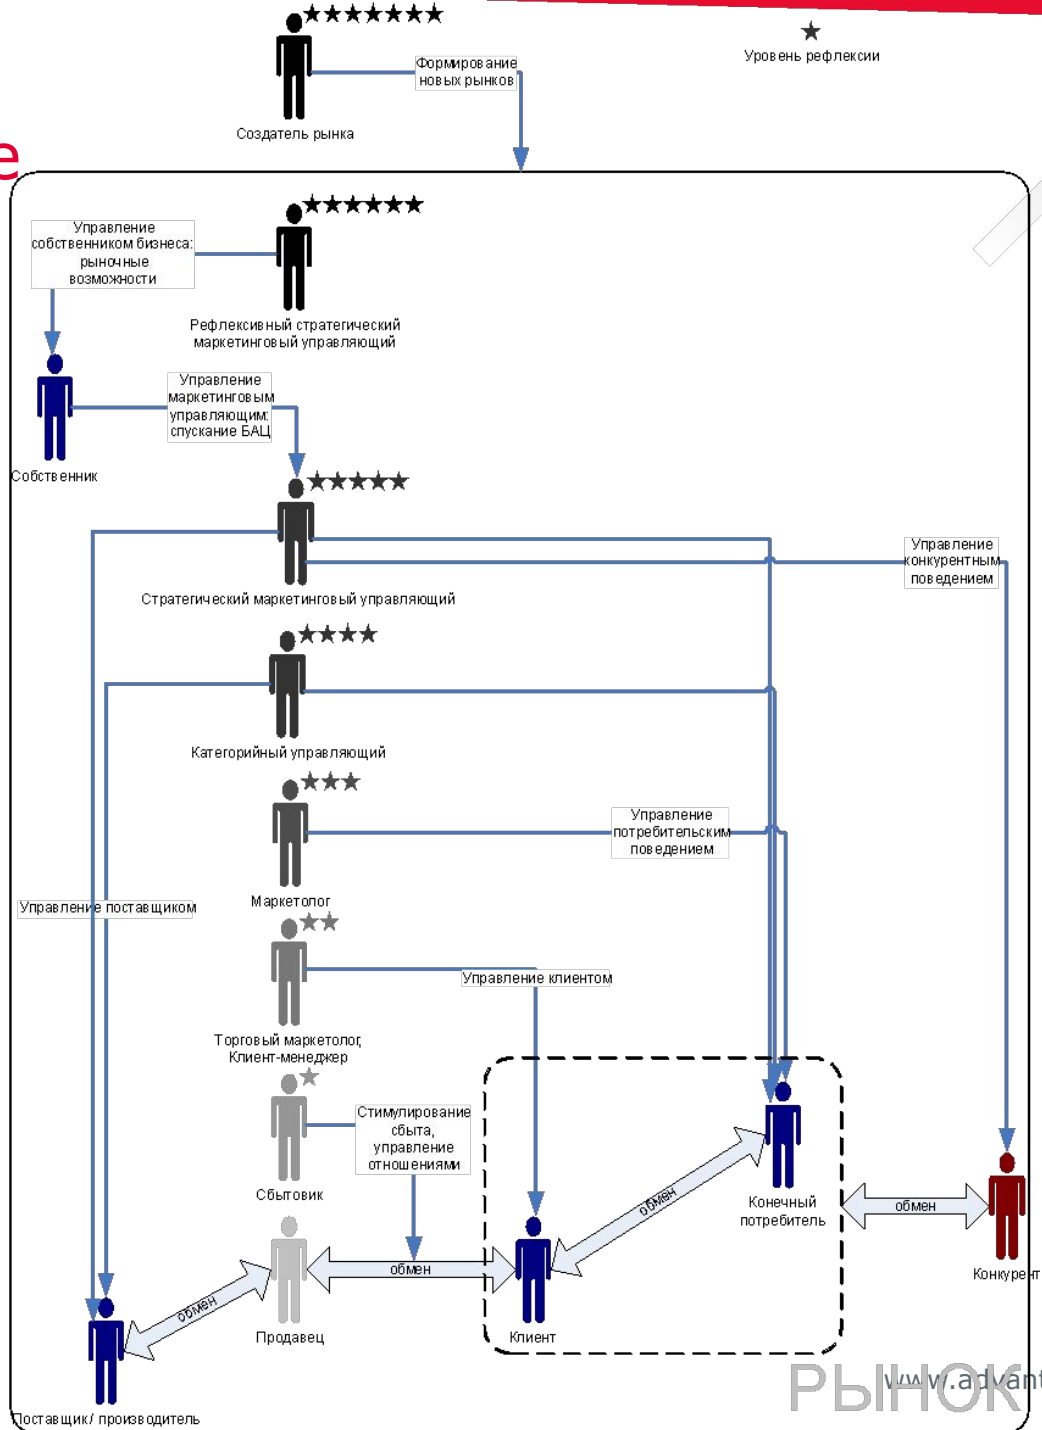 Уровень рефлексии
Формирование
новых рынков
Создатель рынка
е
Управление
собственником бизнеса:
рыночные
возможности
Рефлексивный стратегический
маркетинговый управляющий
Управление
маркетинговым
управляющим:
спускание БАЦ
Собственник
Стратегический маркетинговый управляющий
Управление
конкурентным
поведением
Категорийный управляющий
Управление
потребительским
поведением
Маркетолог
Управление поставщиком
Управление клиентом
Торговый маркетолог,
Клиент-менеджер
Стимулирование
сбыта,
управление
отношениями
Сбытовик
Конечный
потребитель
обмен
обмен
обмен
обмен
Конкурент
Продавец
Клиент
Поставщик / производитель
РЫНОК
www.advant